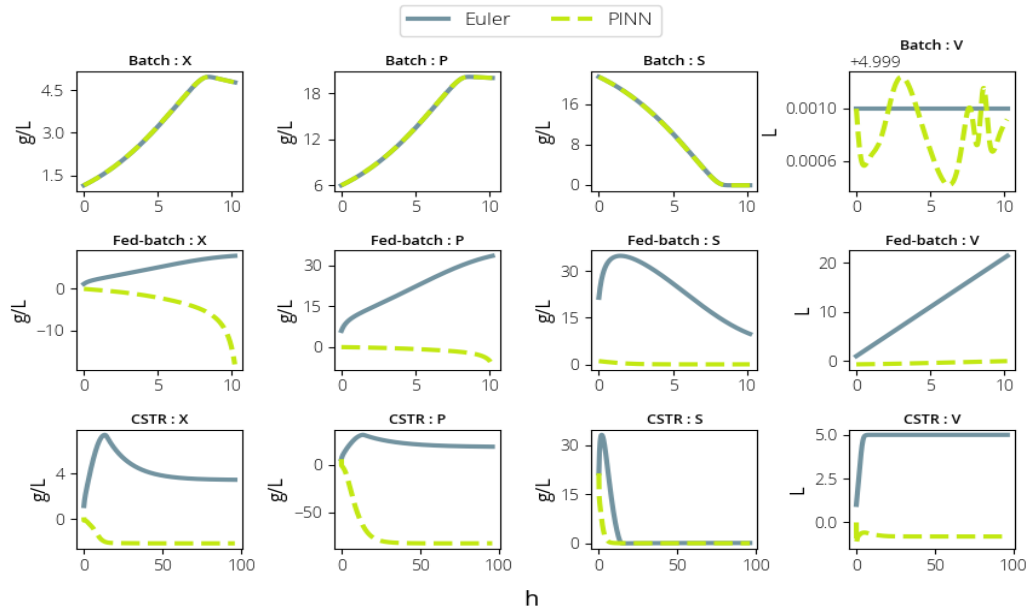 Euler PINN
Batch : X
Batch : P
Batch : S
Batch : V
+4.999
g/L
4.5
3.0
1.5
0 5 10
g/L
18
12
6
0 5 10
g/L
16
8
0
0 5 10
L
0.0010
0.0006
0 5 10
Fed-batch : X
Fed-batch : P
Fed-batch : S
Fed-batch : V
g/L
0
−10
0 5 10
g/L
30
15
0
0 5 10
g/L
30
15
0
0 5 10
L
20
10
0
0 5 10
CSTR : X
CSTR : P
CSTR : S
CSTR : V
g/L
4
0
0 50 100
g/L
0
−50
0 50 100
g/L
30
15
0
0 50 100
L
5.0
2.5
0.0
0 50 100
h